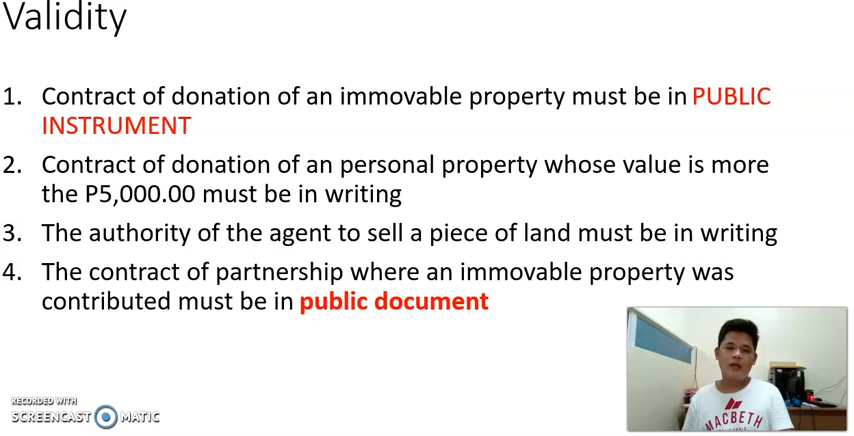 Validity
1. Contract of donation of an immovable property must be in PUBLIC
INSTRUMENT
2. Contract of donation of an personal property whose value is more
the P5,000.00 must be in writing
3. The authority of the agent to sell a piece of land must be in writing
4. The contract of partnership where an immovable property was
contributed must be in public document
MACBETH
RECORDED WITH
SCREENCAST MATIC